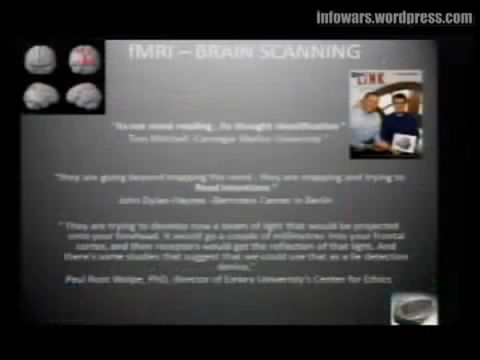 infowars.wordpress.com
fMRI – BRAIN SCANNING
LINK
"Its not mind reading.. its thought identification"
Tom Mitchell -Carnegie Mellon University
"They are going beyond mapping the mind.. they are mapping and trying to
Read Intentions."
John Dylan-Haynes -Bernstein Center in Berlin
"They are trying to develop now a beam of light that would be projected
onto your forehead. It would go a couple of millimeters into your frontal
cortex, and then receptors would get the reflection of that light. And
there's some studies that suggest that we could use that as a lie detection
device."
Paul Root Wolpe, PhD, director of Emory University's Center for Ethics